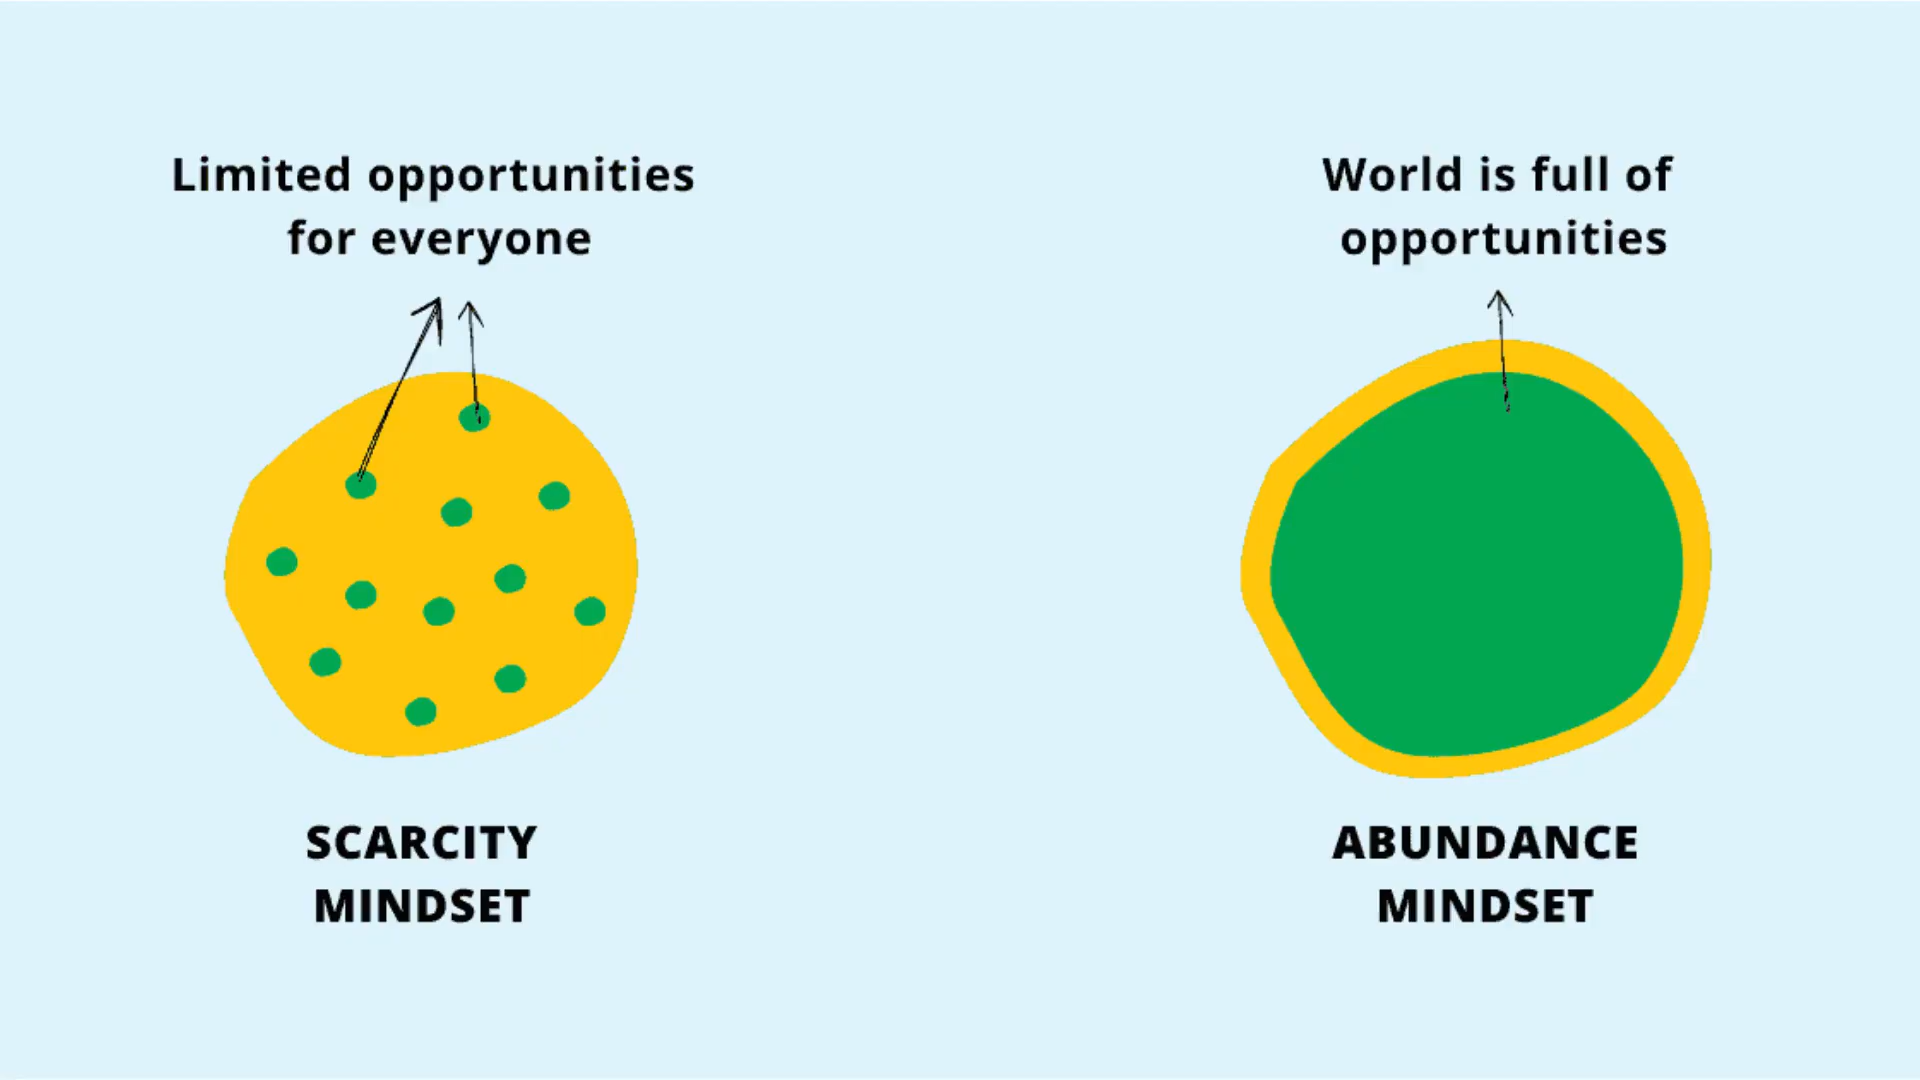 Limited opportunities
for everyone
World is full of
opportunities
SCARCITY
MINDSET
ABUNDANCE
MINDSET